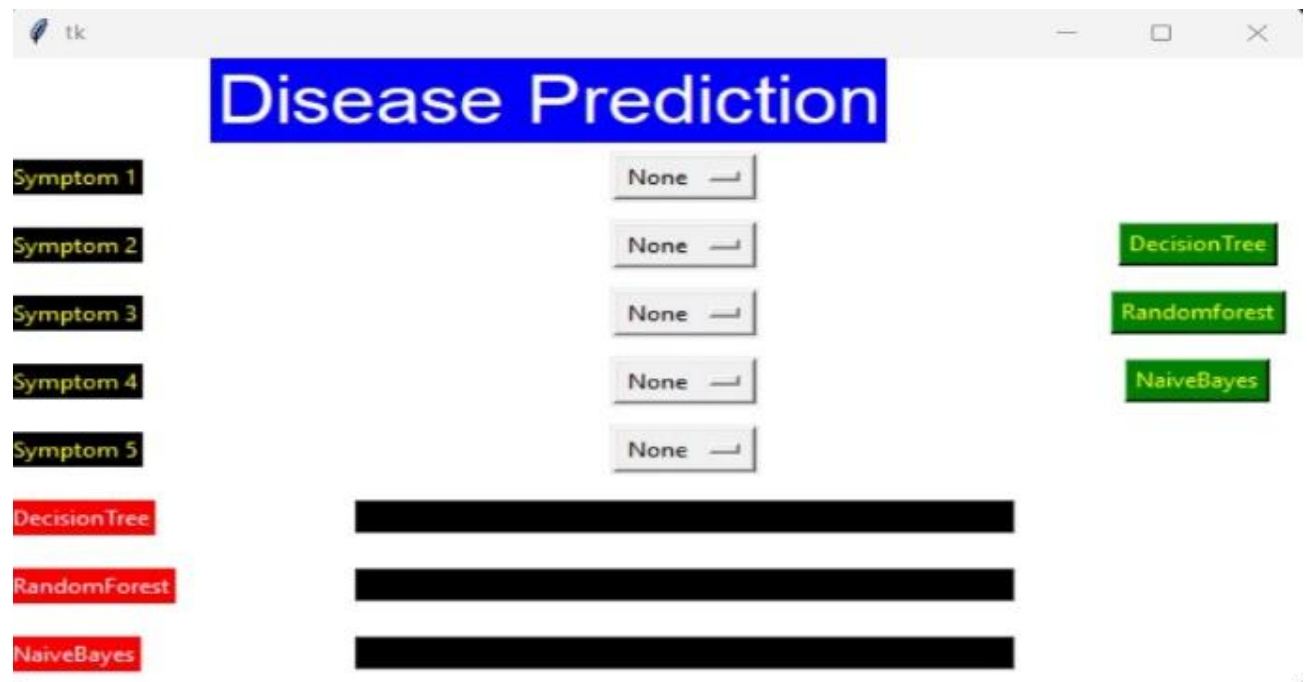 tk
Disease Prediction
Symptom 1 None
Symptom 2 None DecisionTree
Symptom 3 None Randomforest
Symptom 4 None NaiveBayes
Symptom 5 None
DecisionTree
RandomForest
NaiveBayes